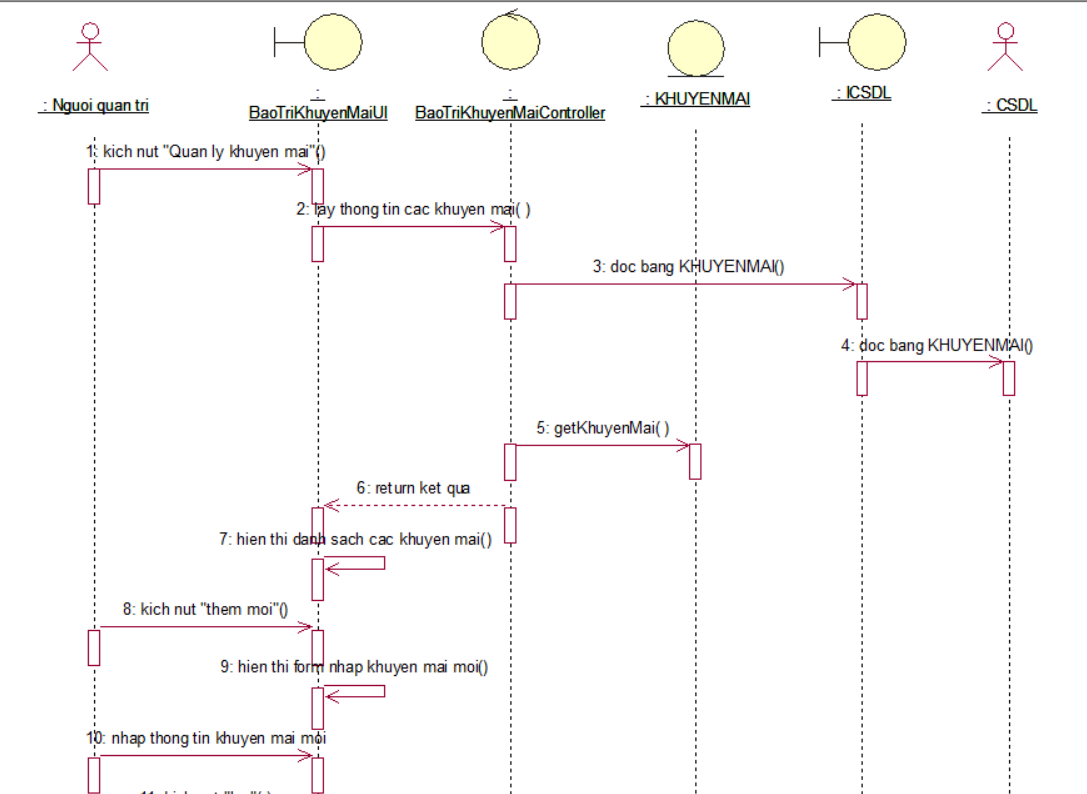 : Nguoi quan tri
:
BaoTriKhuyenMaiUI
:
BaoTriKhuyenMaiController
: KHUYENMAI
: ICSDL
: CSDL
1: kich nut "Quan ly khuyen mai"()
2: lay thong tin cac khuyen mai( )
3: doc bang KHUYENMAI()
4: doc bang KHUYENMAI()
5: getKhuyenMai( )
6: return ket qua
7: hien thi danh sach cac khuyen mai()
8: kich nut "them moi"()
9: hien thi form nhap khuyen mai moi()
10: nhap thong tin khuyen mai moi